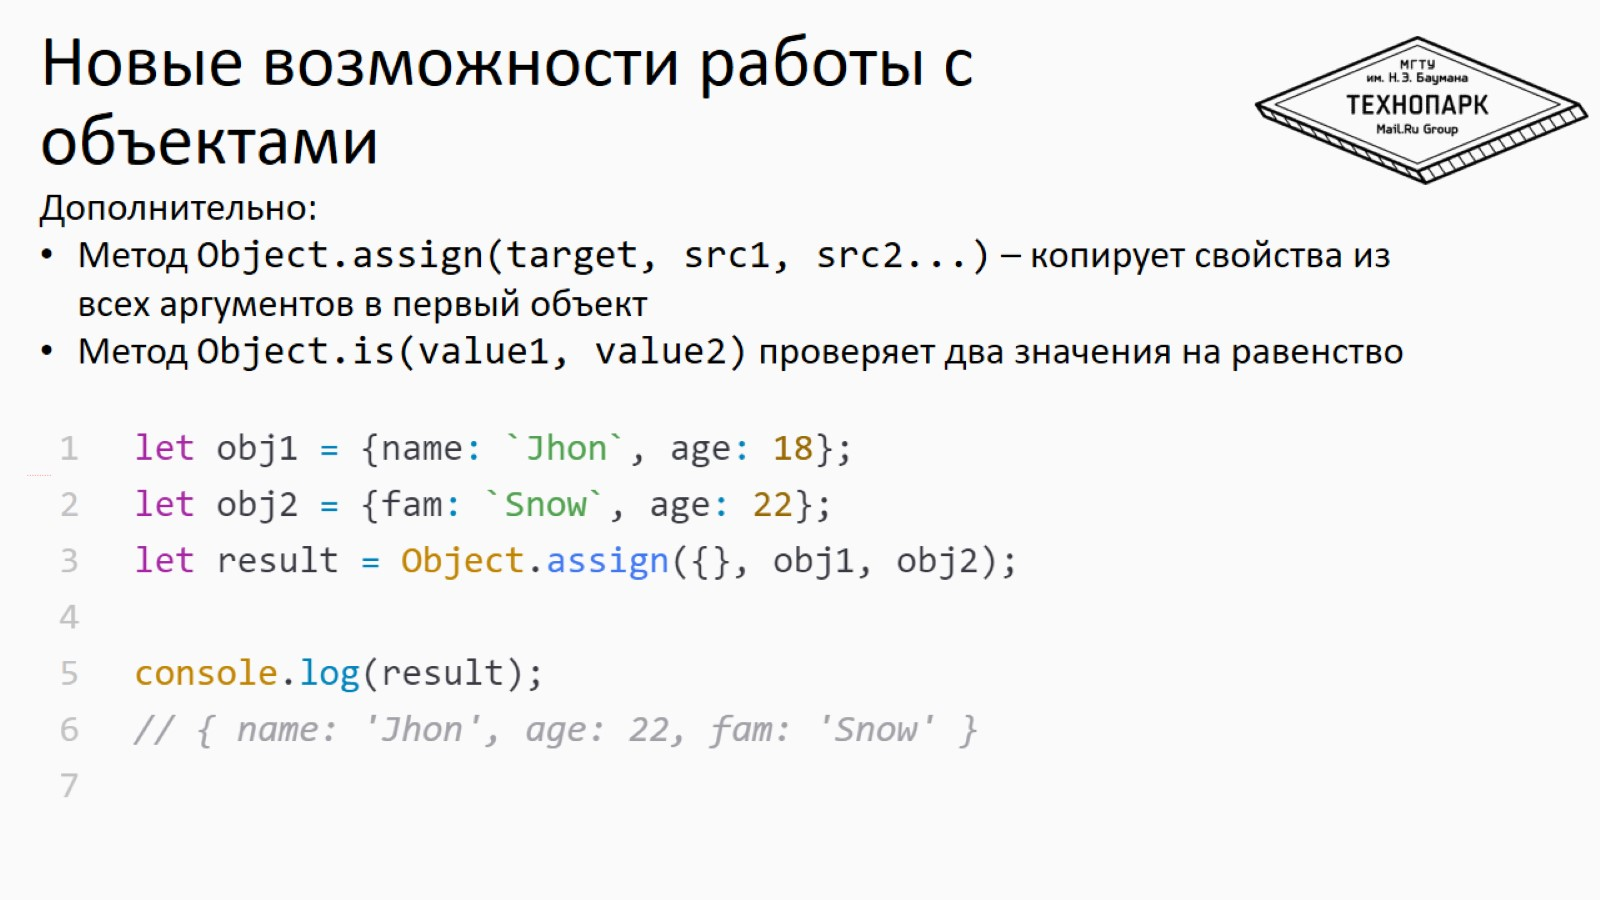 Новые возможности работы с
объектами
МГТУ
им. Н.Э. Баумана
ТЕХНОПАРК
Mail.Ru Group
Дополнительно:
• Метод Object.assign(target, src1, src2...) – копирует свойства из
всех аргументов в первый объект
• Метод Object.is(value1, value2) проверяет два значения на равенство
1 let obj1 = {name: `Jhon`, age: 18};
2 let obj2 = {fam: `Snow`, age: 22};
3 let result = Object.assign({}, obj1, obj2);
4
5 console.log(result);
6 // { name: 'Jhon', age: 22, fam: 'Snow' }
7